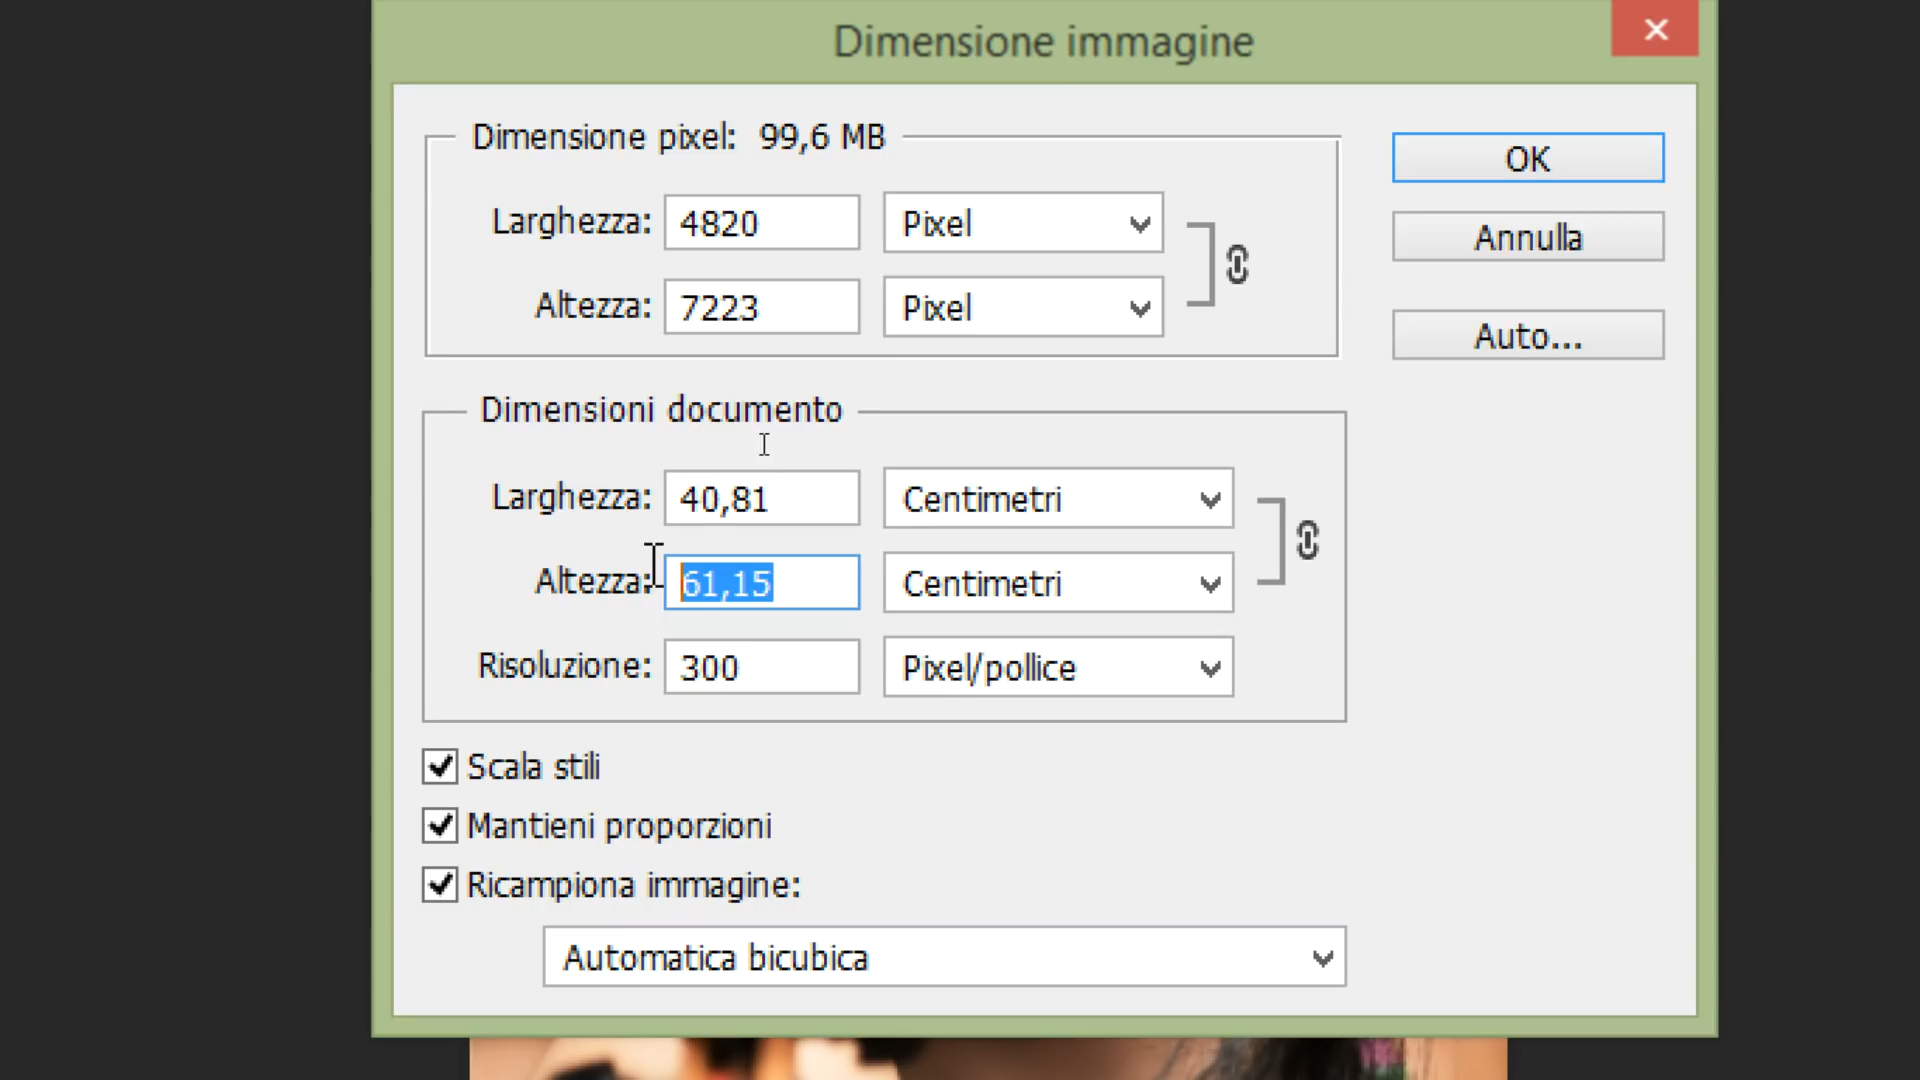 Dimensione immagine
Dimensione pixel: 99,6 MB
Larghezza: 4820 Pixel
Altezza: 7223 Pixel
OK
Annulla
Auto...
Dimensioni documento
Larghezza: 40,81 Centimetri
Altezza: 61,15 Centimetri
Risoluzione: 300 Pixel/pollice
Scala stili
Mantieni proporzioni
Ricampiona immagine:
Automatica bicubica